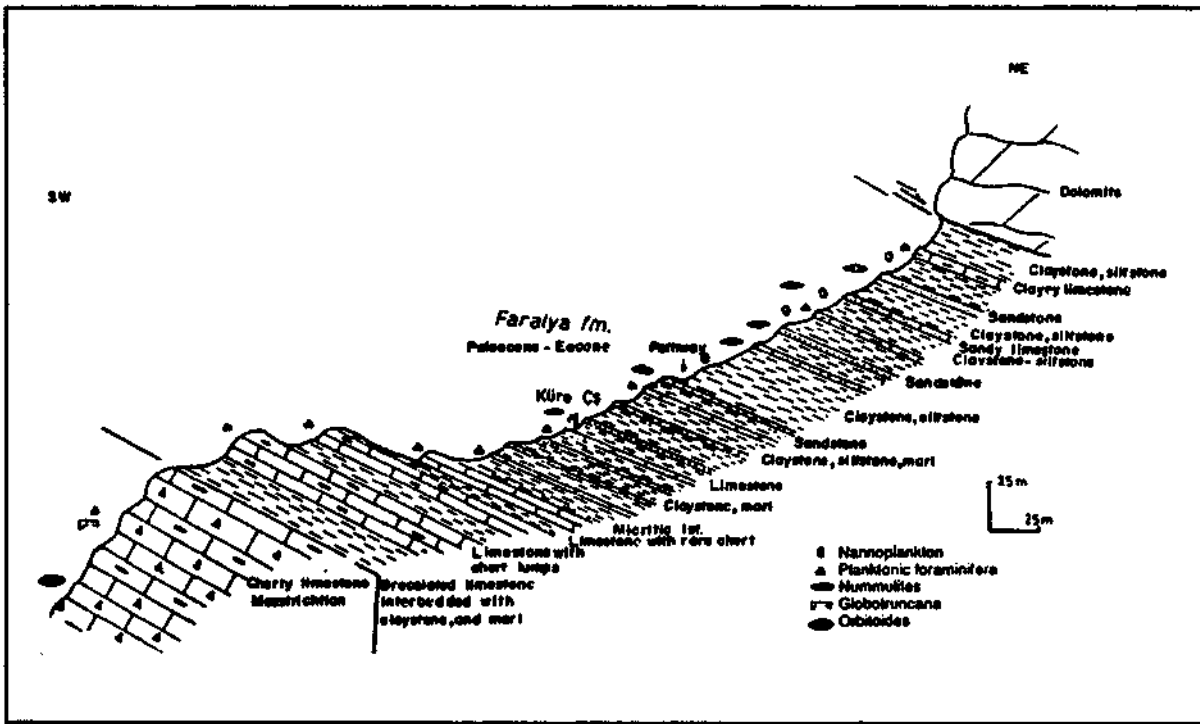 NE
SW
Dolomite
Claystone, siltstone
Clayey limestone
Sandstone
Claystone, siltstone
Sandy limestone
Claystone-siltstone
Sandstone
Claystone, siltstone
Sandstone
Claystone, siltstone, marl
Limestone
Claystone, marl
Micritic lst.
Limestone with rare chert
Limestone with
chert lumps
Brecciated limestone
interbedded with
claystone, and marl
Cherty limestone
Maastrichtian
Faralya fm.
Paleocene - Eocene
Pathway
Küre Çş
25m
25m
Nannoplankton
Planktonic foraminifera
Nummulites
Globotruncana
Orbitoides